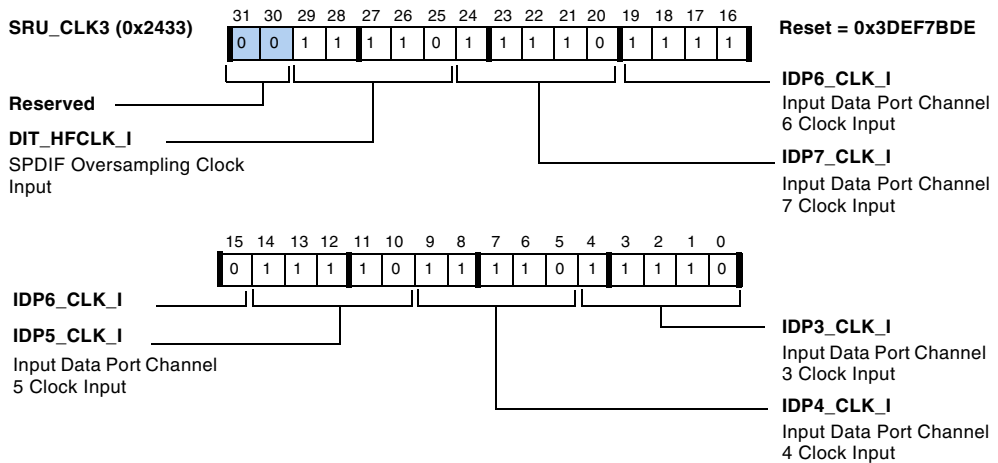 SRU_CLK3 (0x2433)
31 30 29 28 27 26 25 24 23 22 21 20 19 18 17 16
0 0 1 1 1 1 0 1 1 1 1 0 1 1 1 1
Reset = 0x3DEF7BDE
Reserved
DIT_HFCLK_I
SPDIF Oversampling Clock
Input
IDP6_CLK_I
Input Data Port Channel
6 Clock Input
IDP7_CLK_I
Input Data Port Channel
7 Clock Input
15 14 13 12 11 10 9 8 7 6 5 4 3 2 1 0
0 1 1 1 1 0 1 1 1 1 0 1 1 1 1 0
IDP6_CLK_I
IDP5_CLK_I
Input Data Port Channel
5 Clock Input
IDP3_CLK_I
Input Data Port Channel
3 Clock Input
IDP4_CLK_I
Input Data Port Channel
4 Clock Input